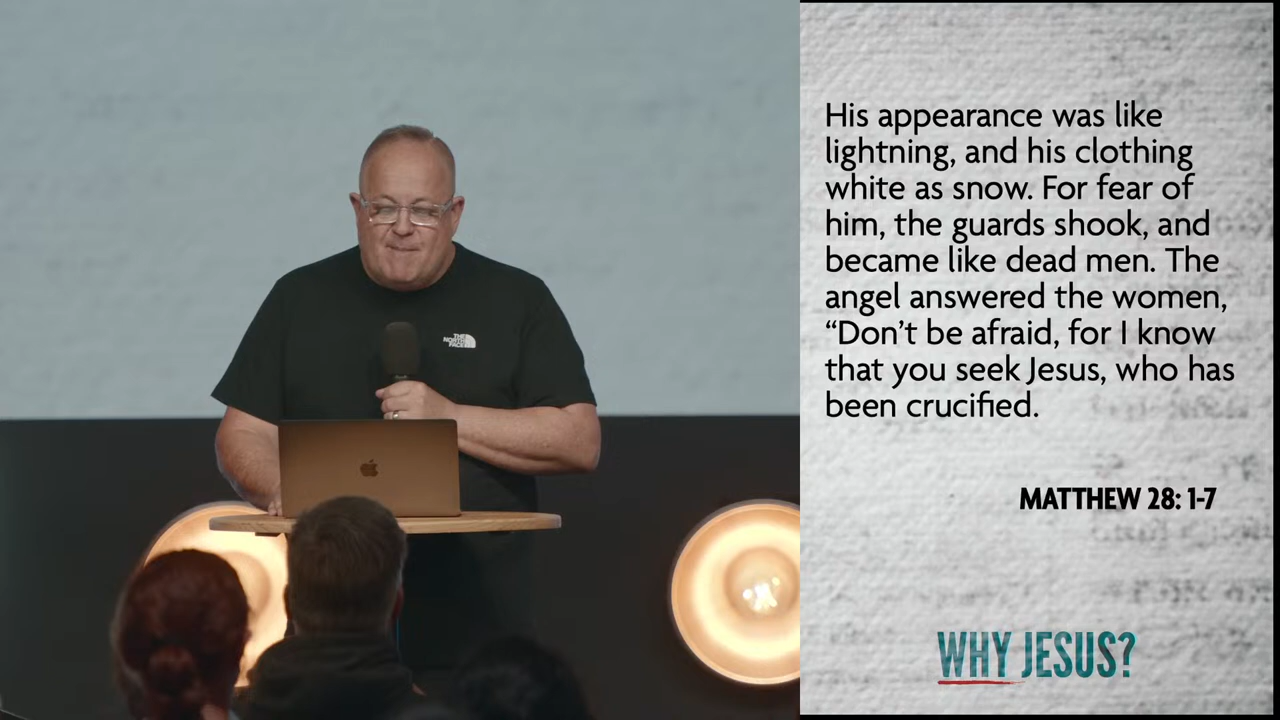 His appearance was like
lightning, and his clothing
white as snow. For fear of
him, the guards shook, and
became like dead men. The
angel answered the women,
“Don’t be afraid, for I know
that you seek Jesus, who has
been crucified.
MATTHEW 28: 1-7
WHY JESUS?
THE
NORTH
FACE